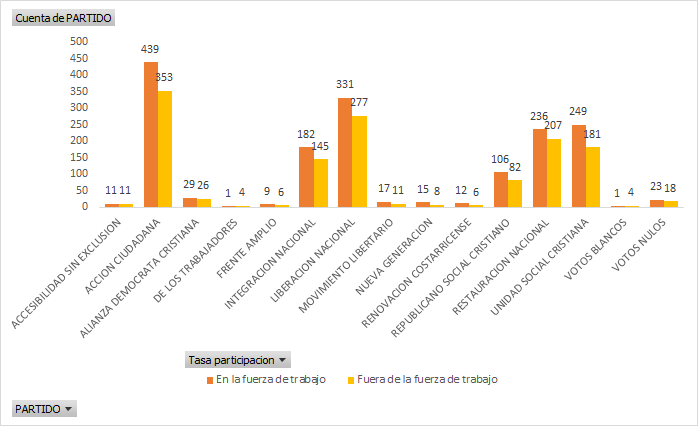 Cuenta de PARTIDO
500
450
400
350
300
250
200
150
100
50
0
11 11
439 353
29 26
1 4
9 6
182 145
331 277
17 11
15 8
12 6
106 82
236 207
249 181
1 4
23 18
ACCESIBILIDAD SIN EXCLUSION
ACCION CIUDADANA
ALIANZA DEMOCRATA CRISTIANA
DE LOS TRABAJADORES
FRENTE AMPLIO
INTEGRACION NACIONAL
LIBERACION NACIONAL
MOVIMIENTO LIBERTARIO
NUEVA GENERACION
RENOVACION COSTARRICENSE
REPUBLICANO SOCIAL CRISTIANO
RESTAURACION NACIONAL
UNIDAD SOCIAL CRISTIANA
VOTOS BLANCOS
VOTOS NULOS
Tasa participacion
En la fuerza de trabajo
Fuera de la fuerza de trabajo
PARTIDO